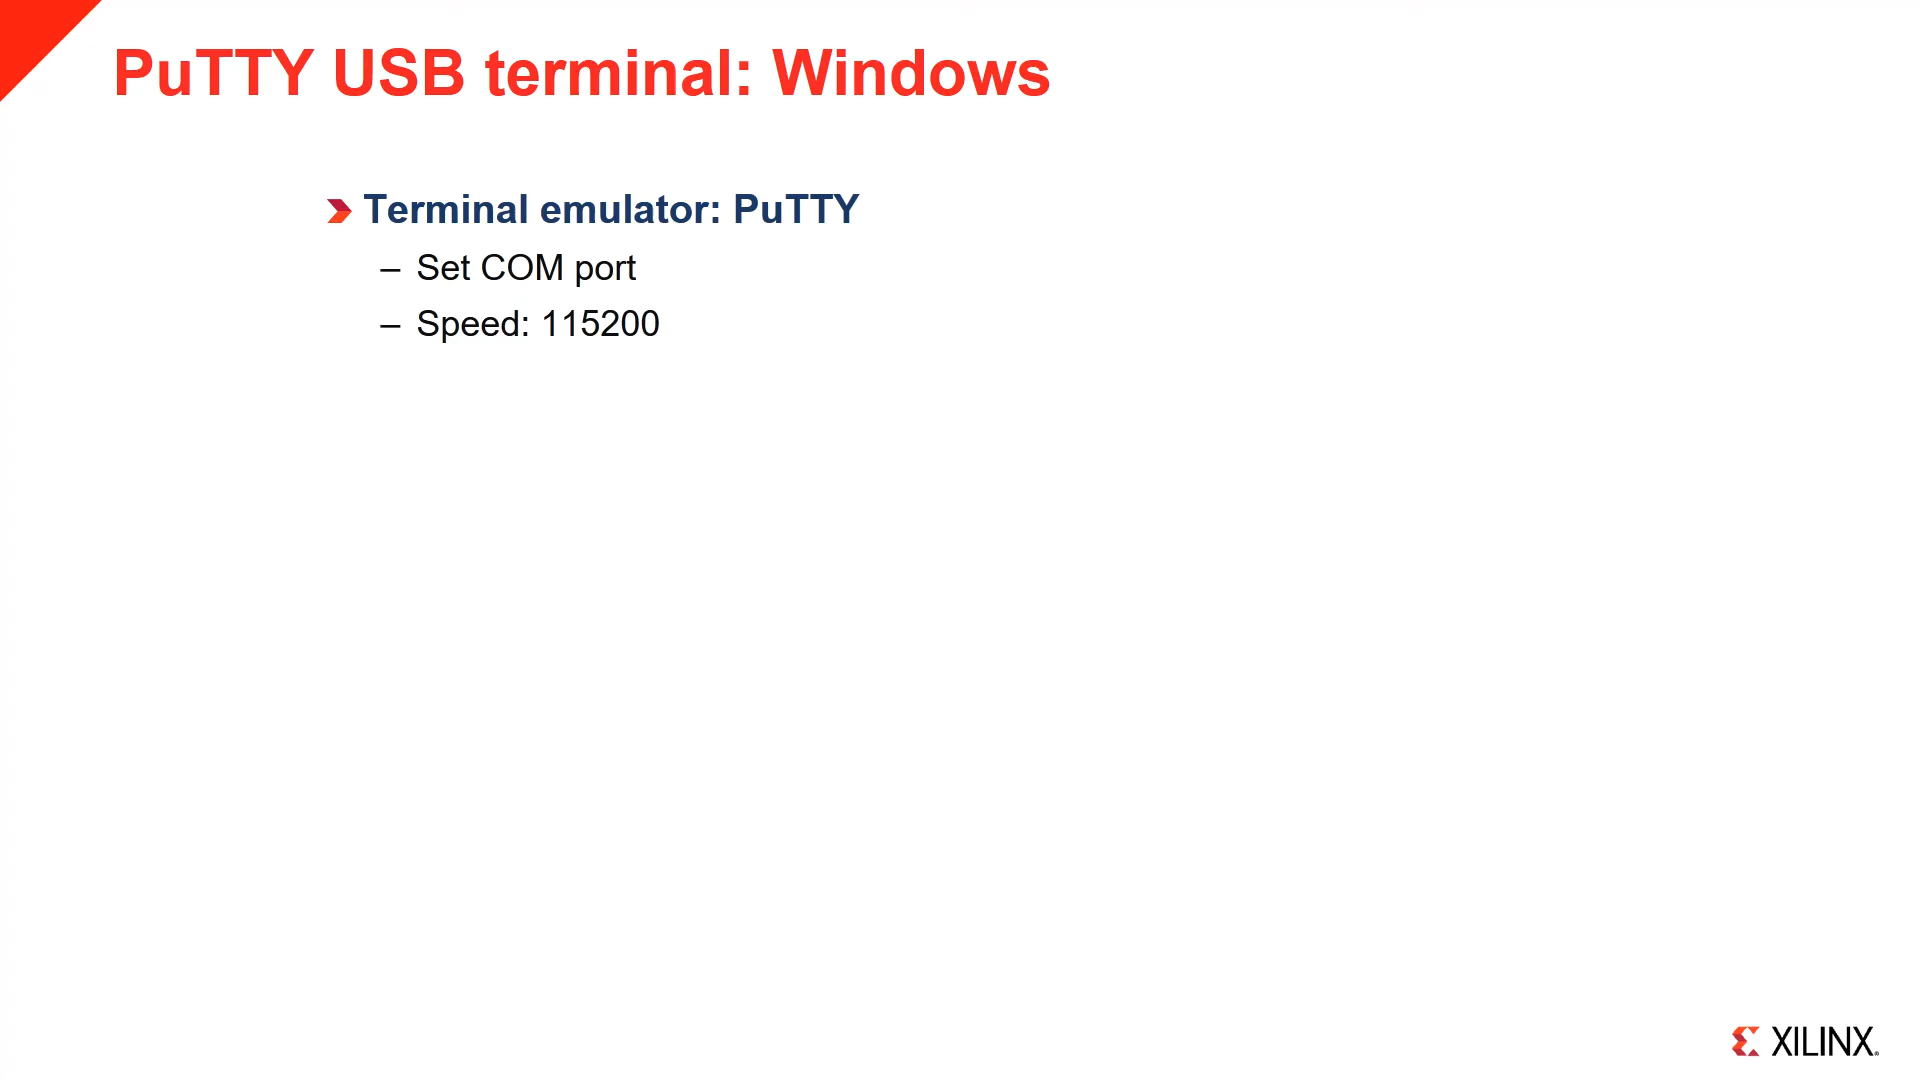 PuTTY USB terminal: Windows
Terminal emulator: PuTTY
– Set COM port
– Speed: 115200
XILINX®